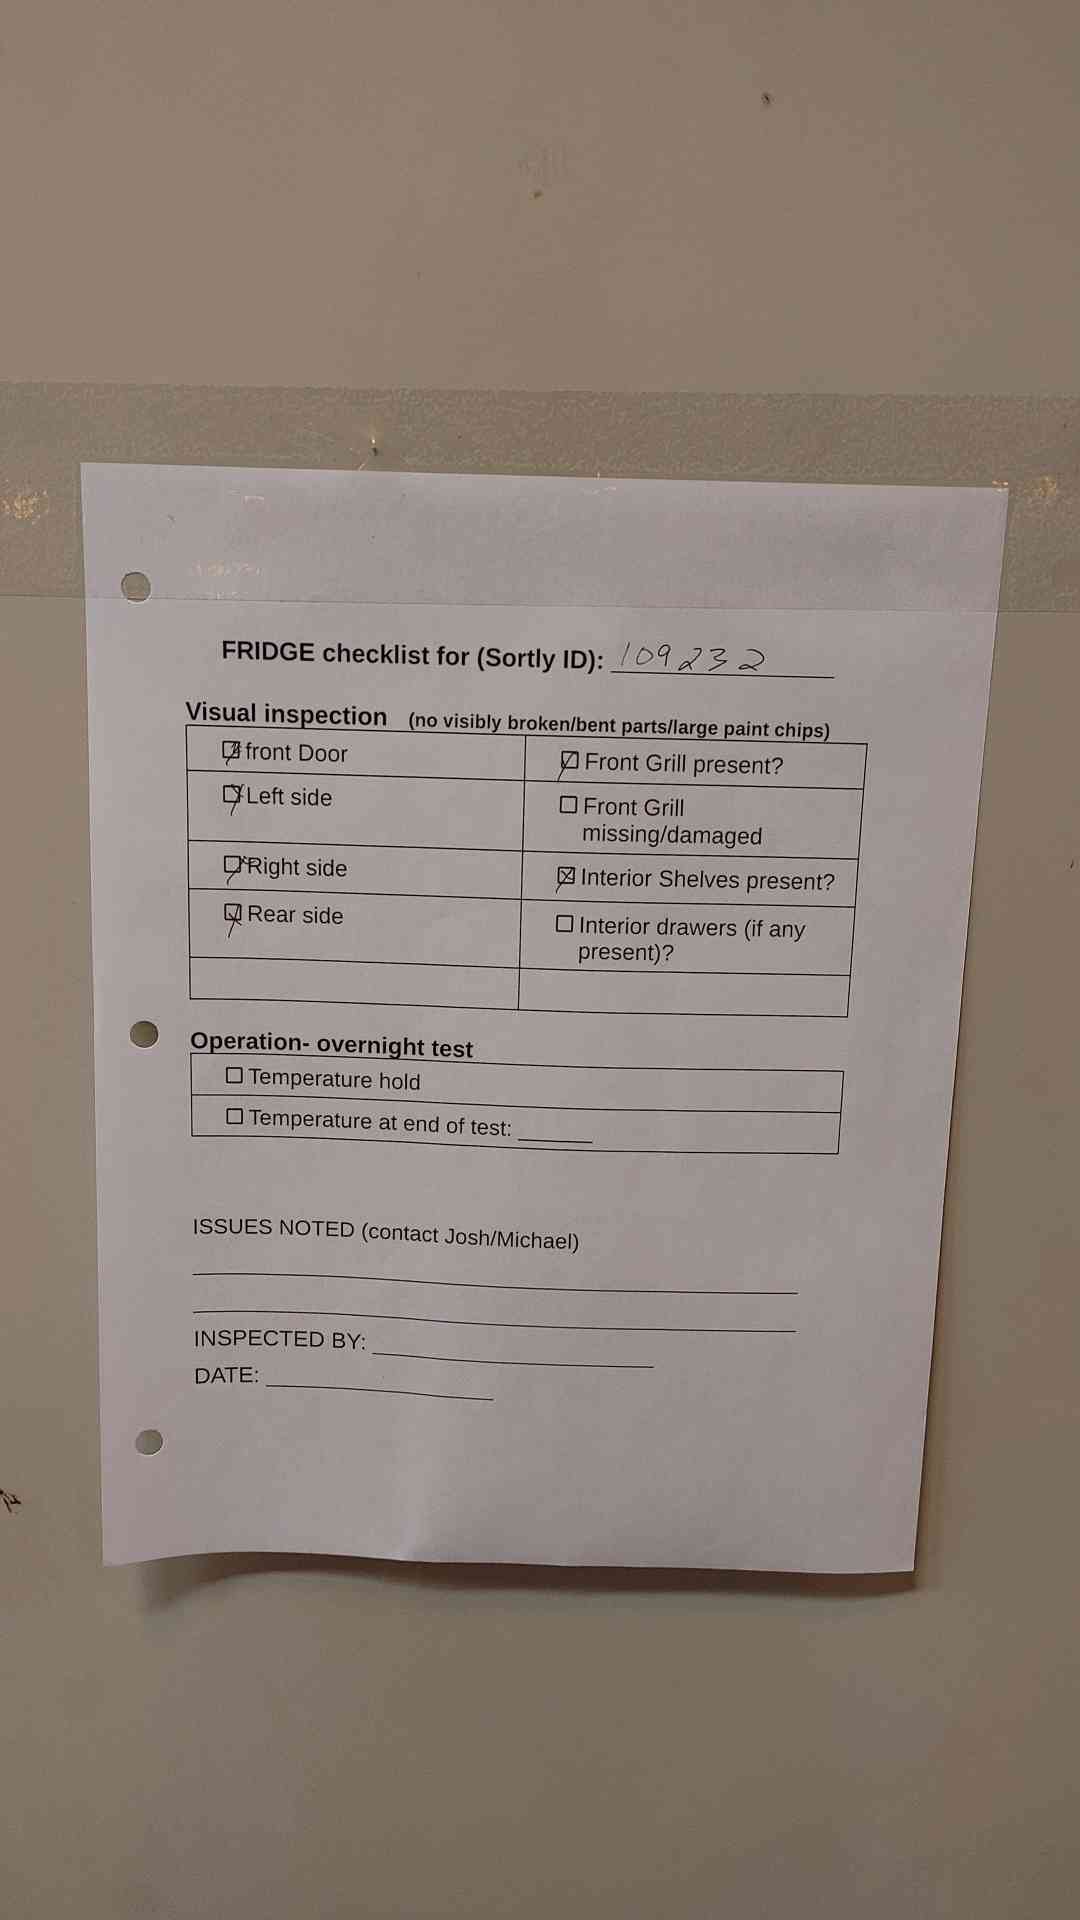 FRIDGE checklist for (Sortly ID): 109232
Visual inspection (no visibly broken/bent parts/large paint chips)
☑ front Door
☑ Front Grill present?
☑ Left side
☐ Front Grill
missing/damaged
☑ Right side
☑ Interior Shelves present?
☑ Rear side
☐ Interior drawers (if any
present)?
Operation- overnight test
☐ Temperature hold
☐ Temperature at end of test: ______
ISSUES NOTED (contact Josh/Michael)
INSPECTED BY:
DATE: